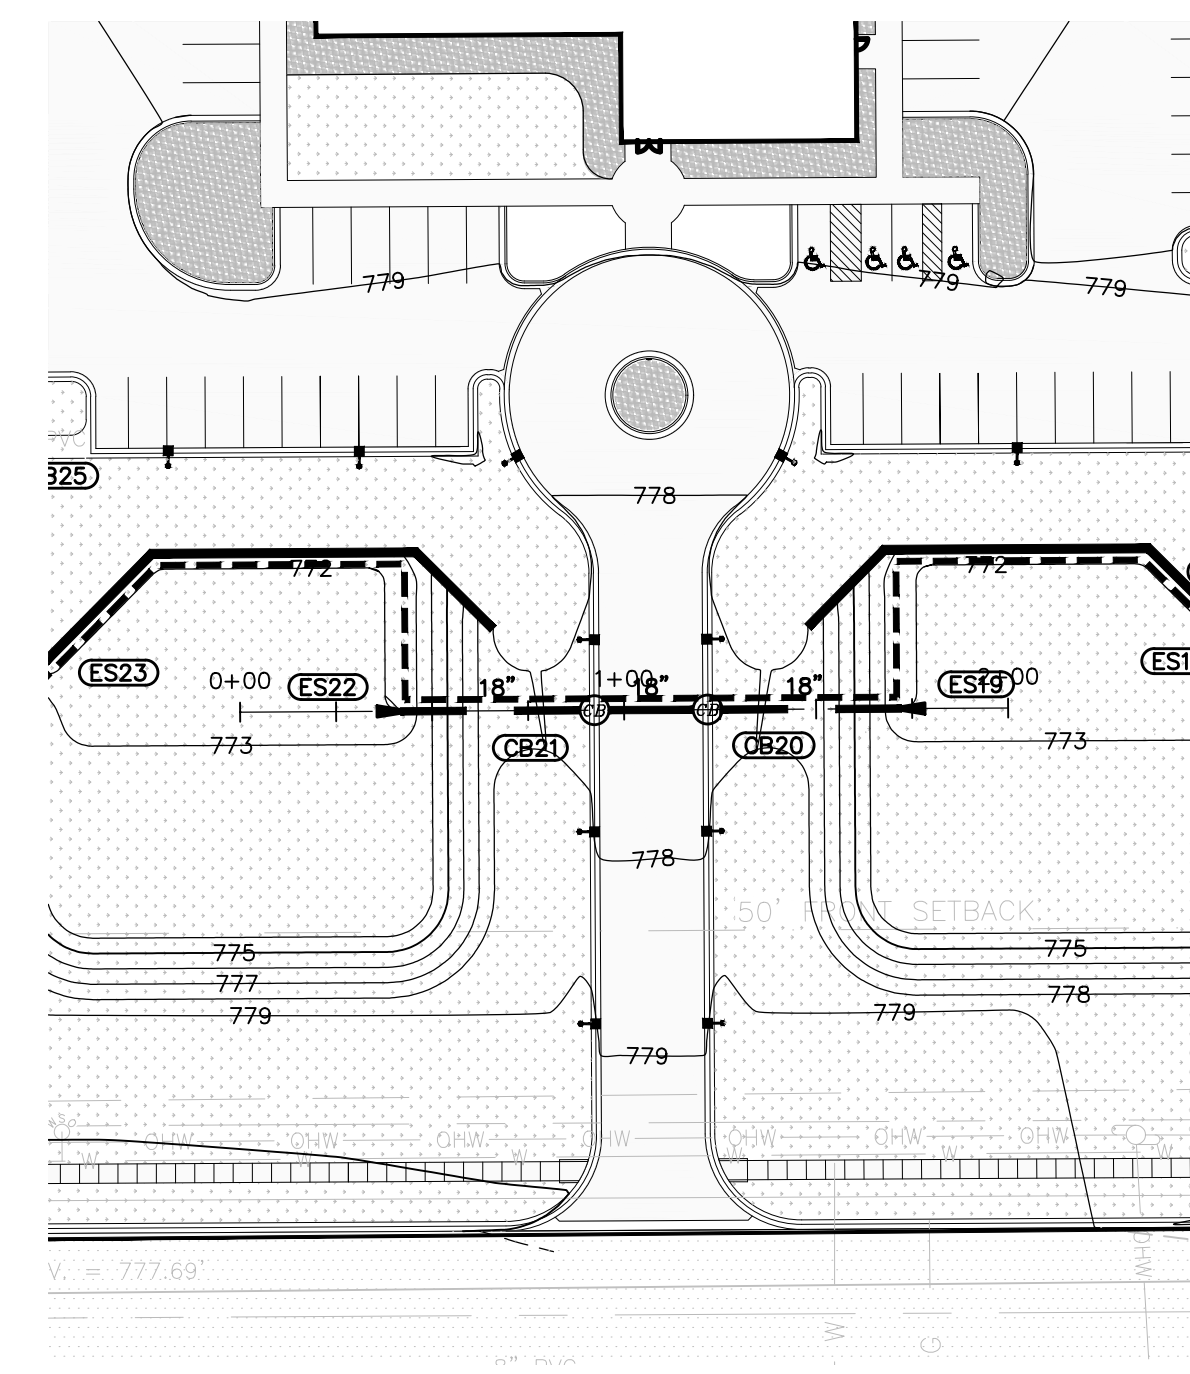 779
779
779
PVC
B25
778
772
772
ES23
0+00
ES22
18"
1+00
18"
18"
ES19
2+00
ES1
CB
CB
CB21
CB20
773
773
778
50' FRONT SETBACK
775
775
777
778
779
779
779
OHW
OHW
OHW
OHW
OHW
OHW
OHW
W
W
W
W
W
W
OHW
V. = 777.69'
W
G
8" PVC